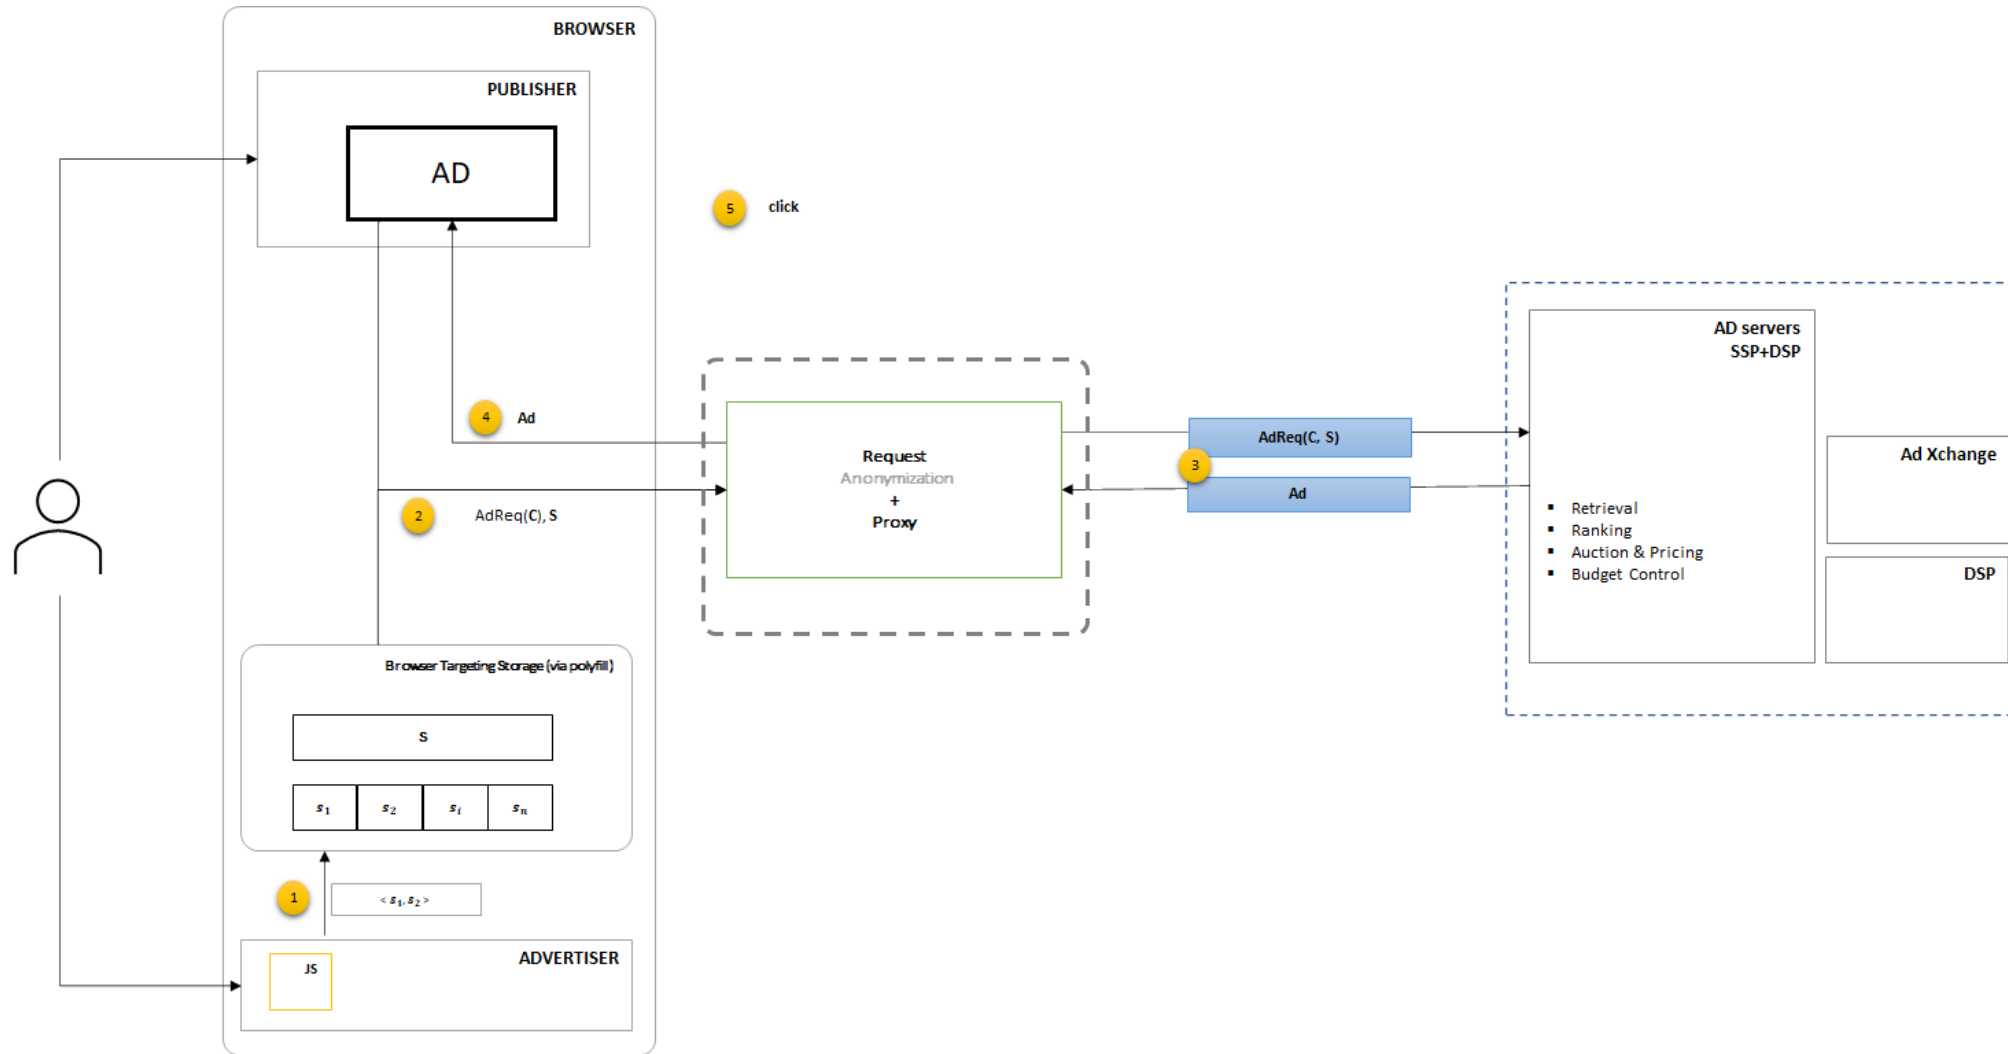 BROWSER
PUBLISHER
AD
5 click
AD servers
SSP+DSP
4 Ad
AdReq(C, S)
Request
Anonymization
+
Proxy
3
Ad
Ad Xchange
2 AdReq(C), S
▪ Retrieval
▪ Ranking
▪ Auction & Pricing
▪ Budget Control
DSP
Browser Targeting Storage (via polyfill)
S
s₁ s₂ sᵢ sₙ
1 < s₁, s₂ >
JS
ADVERTISER